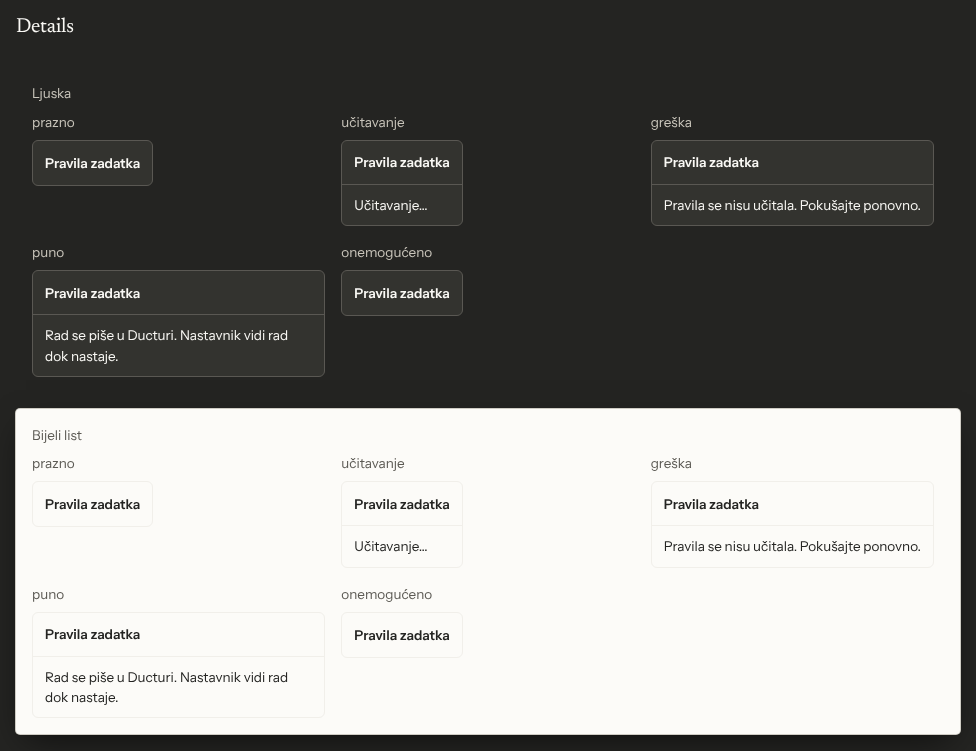 Details
Ljuska
prazno
učitavanje
greška
Pravila zadatka
Pravila zadatka
Pravila zadatka
Učitavanje…
Pravila se nisu učitala. Pokušajte ponovno.
puno
onemogućeno
Pravila zadatka
Pravila zadatka
Rad se piše u Ducturi. Nastavnik vidi rad
dok nastaje.
Bijeli list
prazno
učitavanje
greška
Pravila zadatka
Pravila zadatka
Pravila zadatka
Učitavanje…
Pravila se nisu učitala. Pokušajte ponovno.
puno
onemogućeno
Pravila zadatka
Pravila zadatka
Rad se piše u Ducturi. Nastavnik vidi rad
dok nastaje.